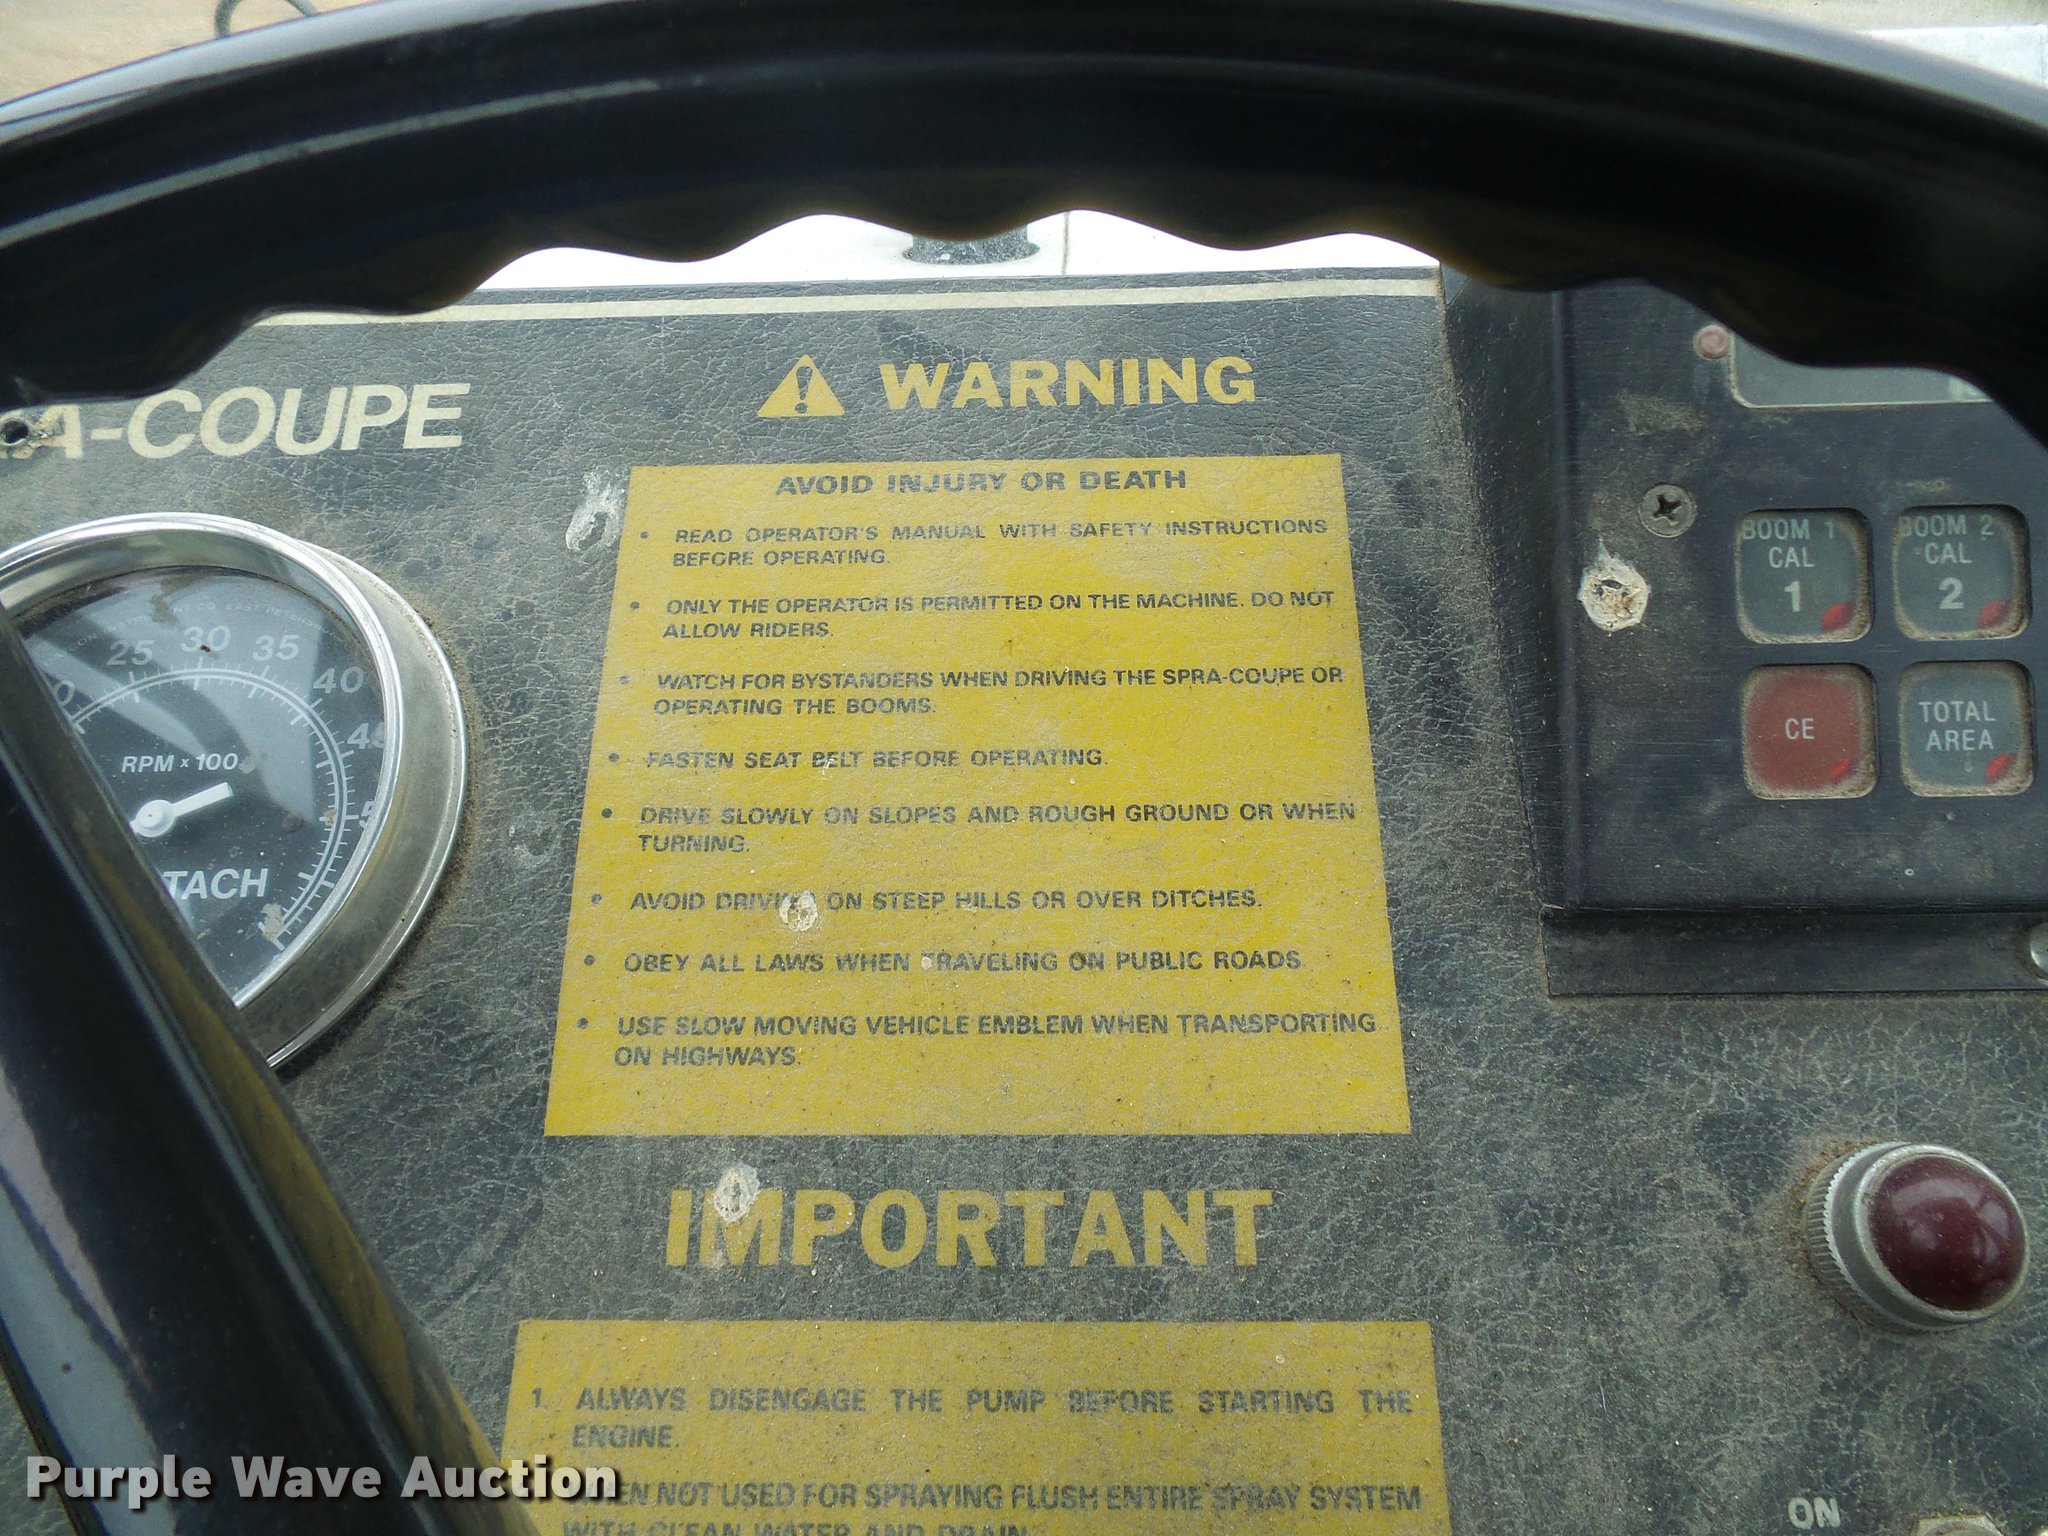 A-COUPE
WARNING
AVOID INJURY OR DEATH
• READ OPERATOR'S MANUAL WITH SAFETY INSTRUCTIONS
BEFORE OPERATING.
• ONLY THE OPERATOR IS PERMITTED ON THE MACHINE. DO NOT
ALLOW RIDERS.
• WATCH FOR BYSTANDERS WHEN DRIVING THE SPRA-COUPE OR
OPERATING THE BOOMS.
• FASTEN SEAT BELT BEFORE OPERATING.
• DRIVE SLOWLY ON SLOPES AND ROUGH GROUND OR WHEN
TURNING.
• AVOID DRIVING ON STEEP HILLS OR OVER DITCHES.
• OBEY ALL LAWS WHEN TRAVELING ON PUBLIC ROADS.
• USE SLOW MOVING VEHICLE EMBLEM WHEN TRANSPORTING
ON HIGHWAYS.
IMPORTANT
1. ALWAYS DISENGAGE THE PUMP BEFORE STARTING THE
ENGINE.
WHEN NOT USED FOR SPRAYING FLUSH ENTIRE SPRAY SYSTEM
WITH CLEAN WATER AND DRAIN.
25 30 35 40
RPM x 100
TACH
BOOM 1
CAL
1
BOOM 2
CAL
2
CE
TOTAL
AREA
ON
Purple Wave Auction